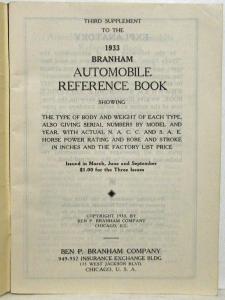 THIRD SUPPLEMENT
TO THE
1933
BRANHAM
AUTOMOBILE
REFERENCE BOOK
SHOWING
THE TYPE OF BODY AND WEIGHT OF EACH TYPE,
ALSO GIVING SERIAL NUMBERS BY MODEL AND
YEAR, WITH ACTUAL N. A. C. C. AND S. A. E.
HORSE POWER RATING AND BORE AND STROKE
IN INCHES AND THE FACTORY LIST PRICE
Issued in March, June and September
$1.00 for the Three Issues
COPYRIGHT 1933, BY
BEN P. BRANHAM COMPANY
CHICAGO, ILL.
BEN P. BRANHAM COMPANY
949-957 INSURANCE EXCHANGE BLDG.
175 WEST JACKSON BLVD.
CHICAGO, U. S. A.